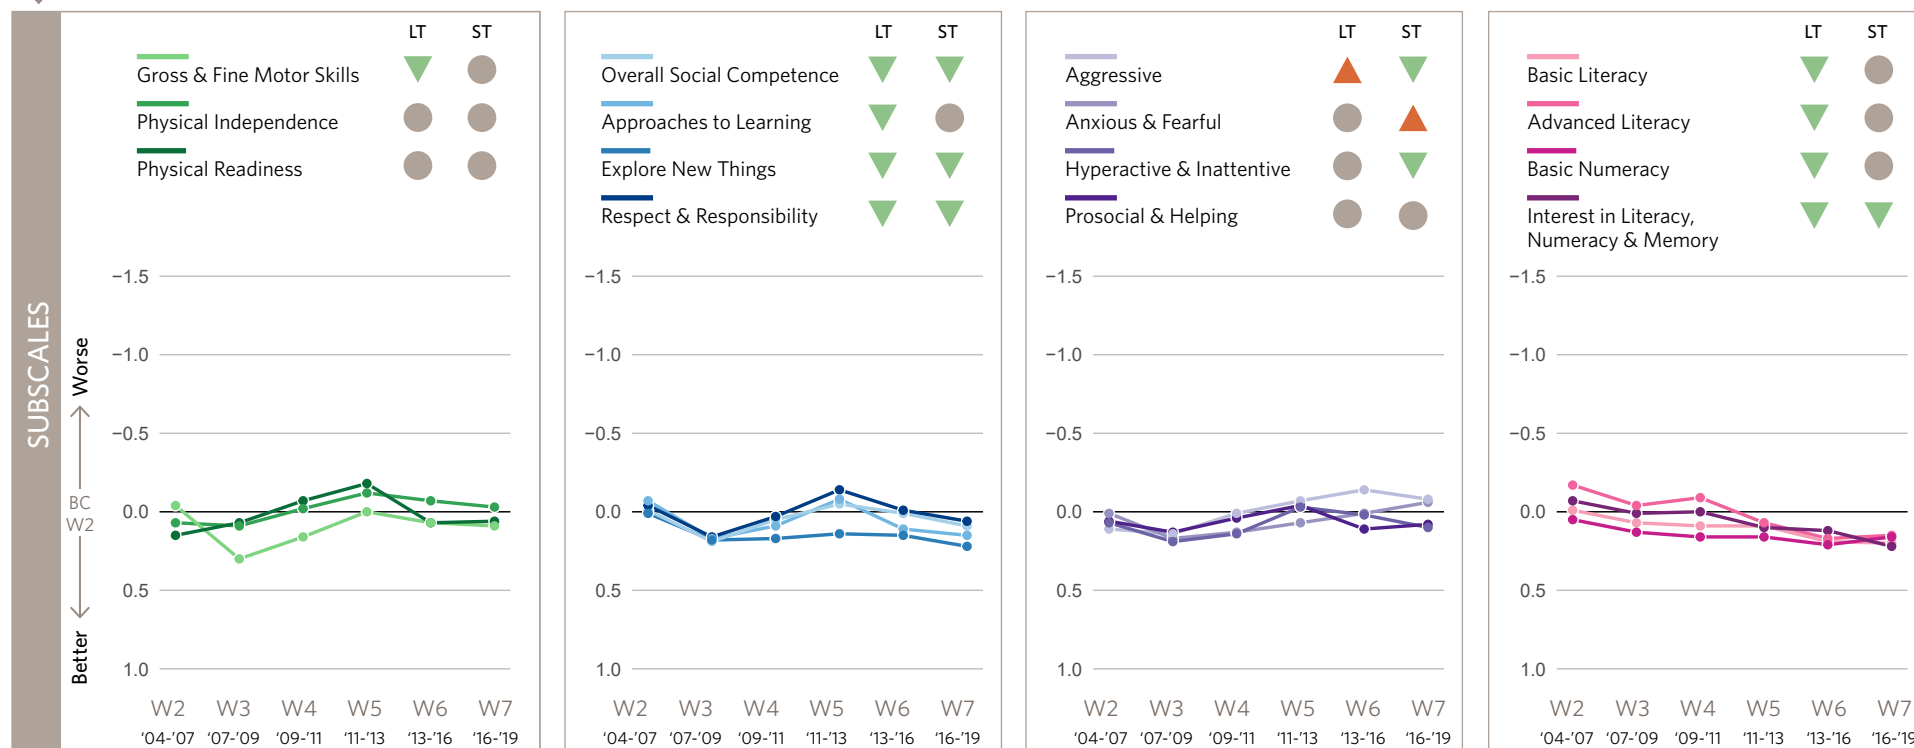 SUBSCALES
Worse
BC
W2
Better
LT ST
Gross & Fine Motor Skills
Physical Independence
Physical Readiness
−1.5
−1.0
−0.5
0.0
0.5
1.0
W2 W3 W4 W5 W6 W7
‘04-’07 ‘07-’09 ‘09-’11 ‘11-’13 ‘13-’16 ‘16-’19
LT ST
Overall Social Competence
Approaches to Learning
Explore New Things
Respect & Responsibility
−1.5
−1.0
−0.5
0.0
0.5
1.0
W2 W3 W4 W5 W6 W7
‘04-’07 ‘07-’09 ‘09-’11 ‘11-’13 ‘13-’16 ‘16-’19
LT ST
Aggressive
Anxious & Fearful
Hyperactive & Inattentive
Prosocial & Helping
−1.5
−1.0
−0.5
0.0
0.5
1.0
W2 W3 W4 W5 W6 W7
‘04-’07 ‘07-’09 ‘09-’11 ‘11-’13 ‘13-’16 ‘16-’19
LT ST
Basic Literacy
Advanced Literacy
Basic Numeracy
Interest in Literacy,
Numeracy & Memory
−1.5
−1.0
−0.5
0.0
0.5
1.0
W2 W3 W4 W5 W6 W7
‘04-’07 ‘07-’09 ‘09-’11 ‘11-’13 ‘13-’16 ‘16-’19